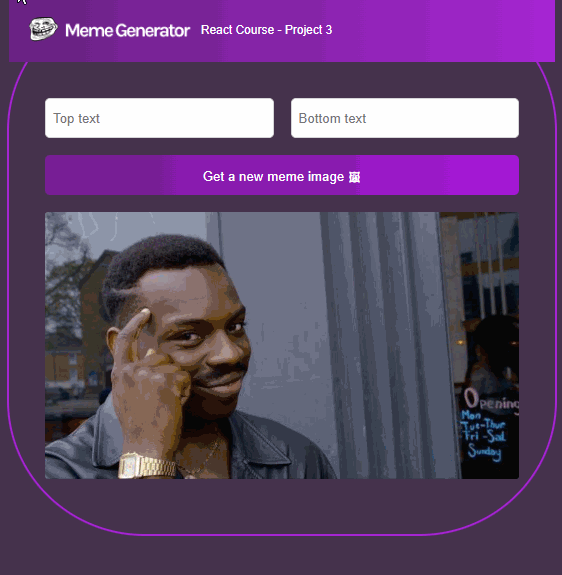 Meme Generator
React Course - Project 3
Top text
Bottom text
Get a new meme image 🖼
Opening
Mon
Tue-Thur
Fri - Sat
Sunday